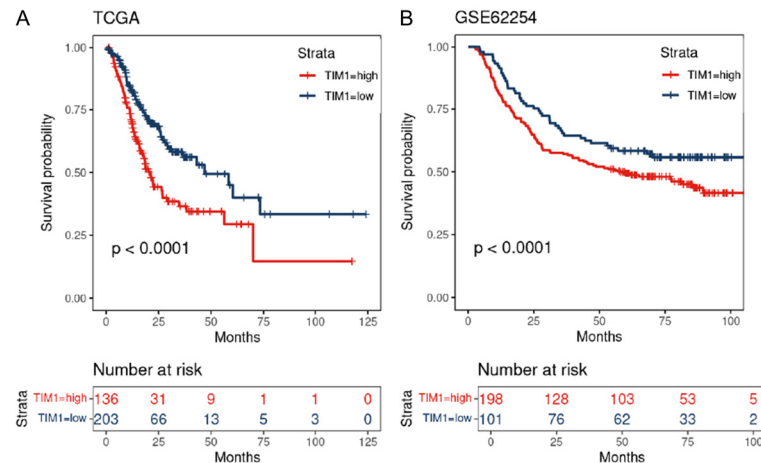 A
TCGA
1.00
0.75
0.50
0.25
0.00
Survival probability
Strata
TIM1=high
TIM1=low
p < 0.0001
0 25 50 75 100 125
Months
Number at risk
Strata
TIM1=high 136 31 9 1 1 0
TIM1=low 203 66 13 5 3 0
0 25 50 75 100 125
Months
B
GSE62254
1.00
0.75
0.50
0.25
0.00
Survival probability
Strata
TIM1=high
TIM1=low
p < 0.0001
0 25 50 75 100
Months
Number at risk
Strata
TIM1=high 198 128 103 53 5
TIM1=low 101 76 62 33 2
0 25 50 75 100
Months